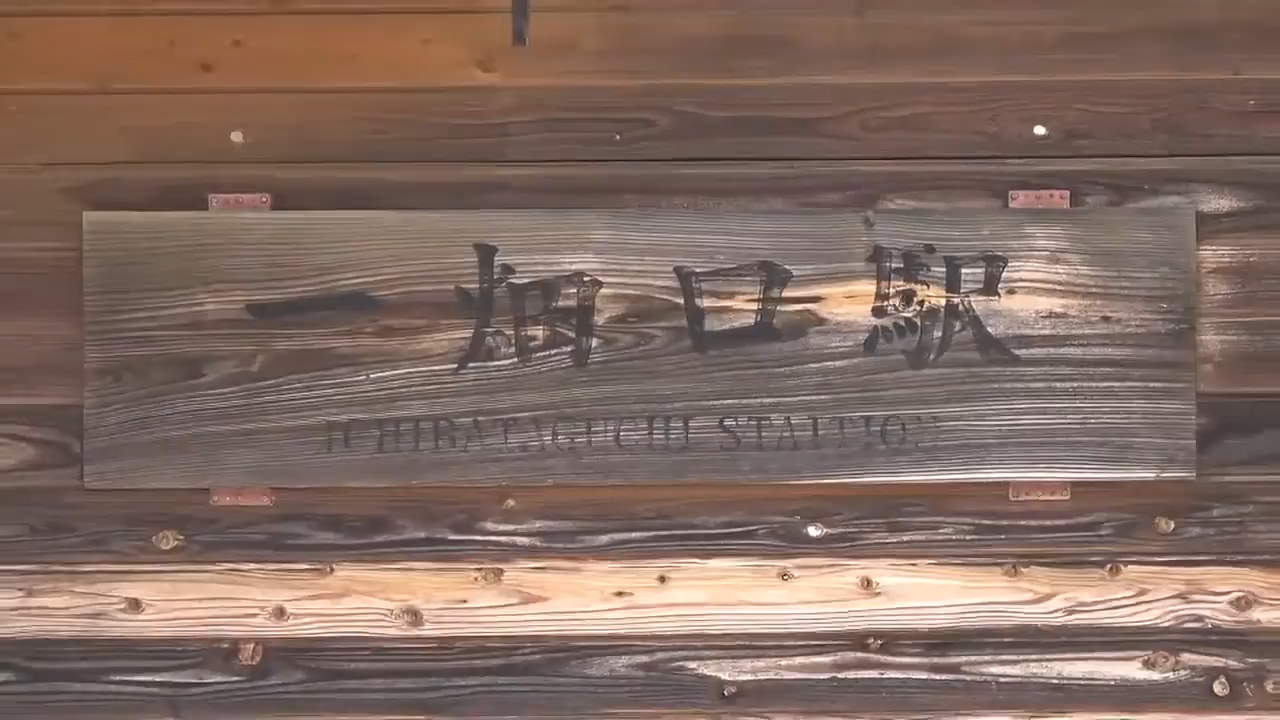 一畑口駅
ICHIBATAGUCHI STATION